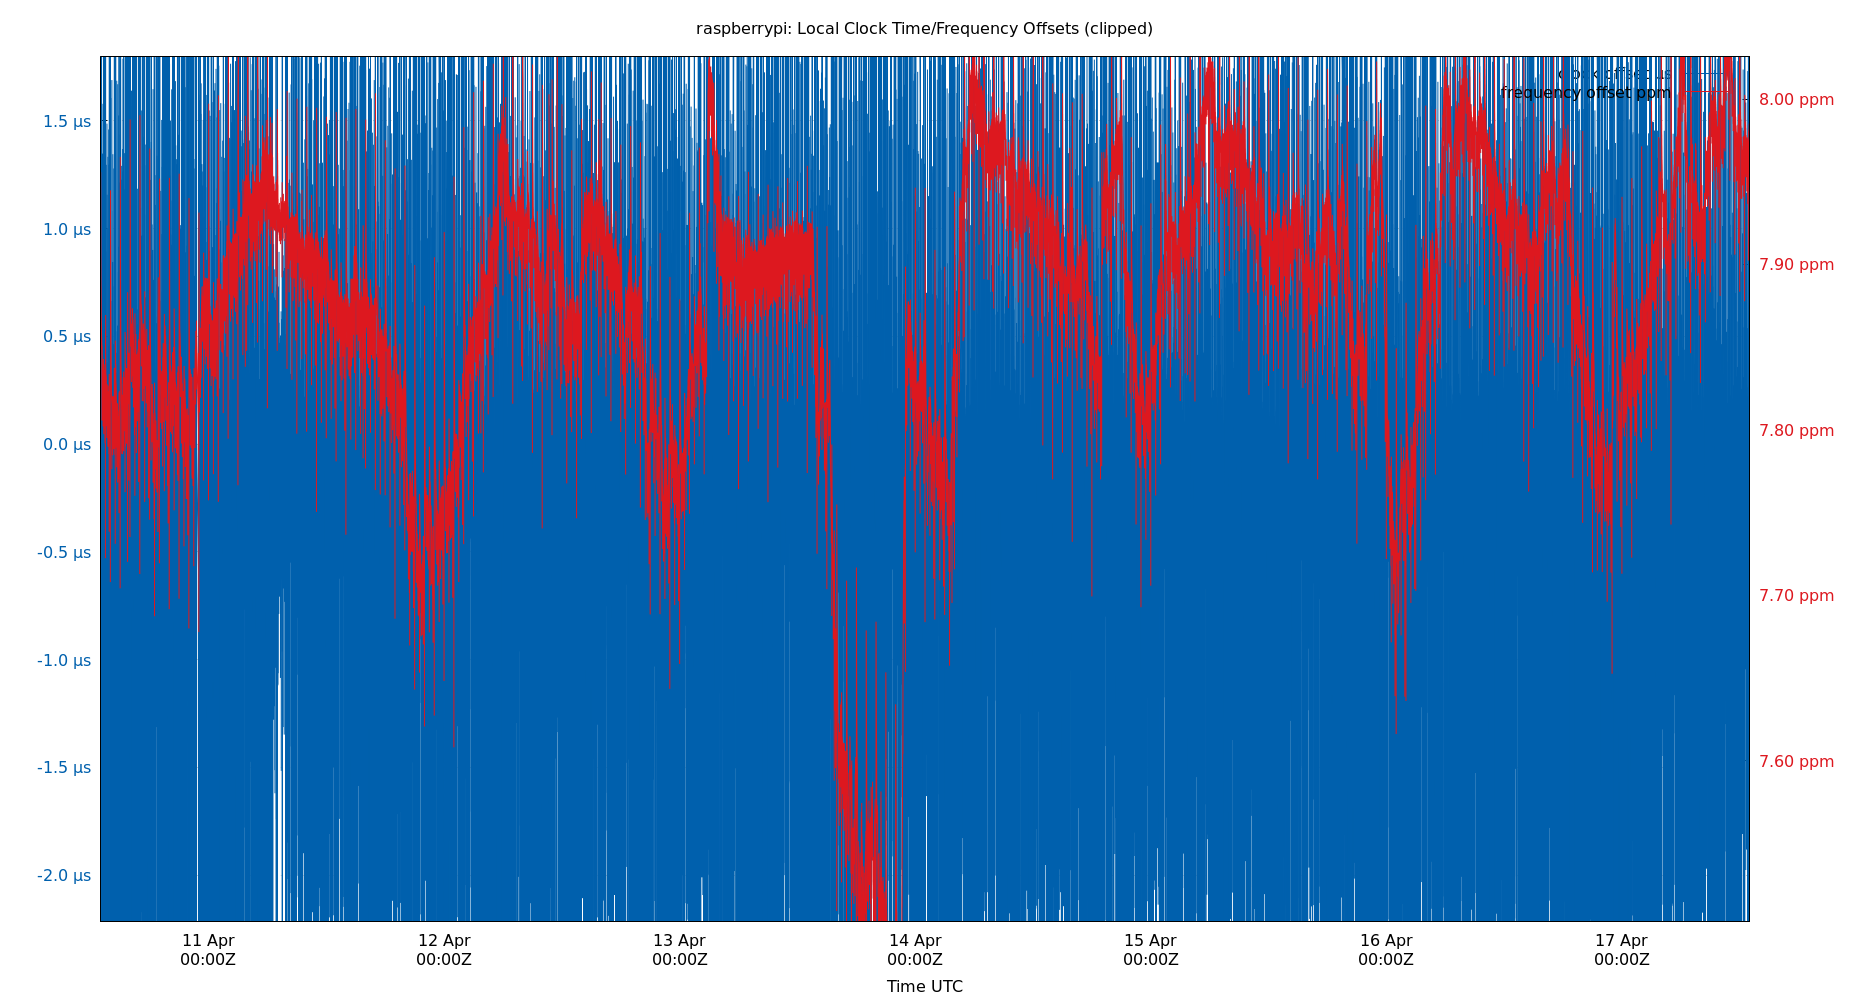 raspberrypi: Local Clock Time/Frequency Offsets (clipped)
clock offset µs
frequency offset ppm
1.5 µs
1.0 µs
0.5 µs
0.0 µs
-0.5 µs
-1.0 µs
-1.5 µs
-2.0 µs
8.00 ppm
7.90 ppm
7.80 ppm
7.70 ppm
7.60 ppm
11 Apr
00:00Z
12 Apr
00:00Z
13 Apr
00:00Z
14 Apr
00:00Z
15 Apr
00:00Z
16 Apr
00:00Z
17 Apr
00:00Z
Time UTC